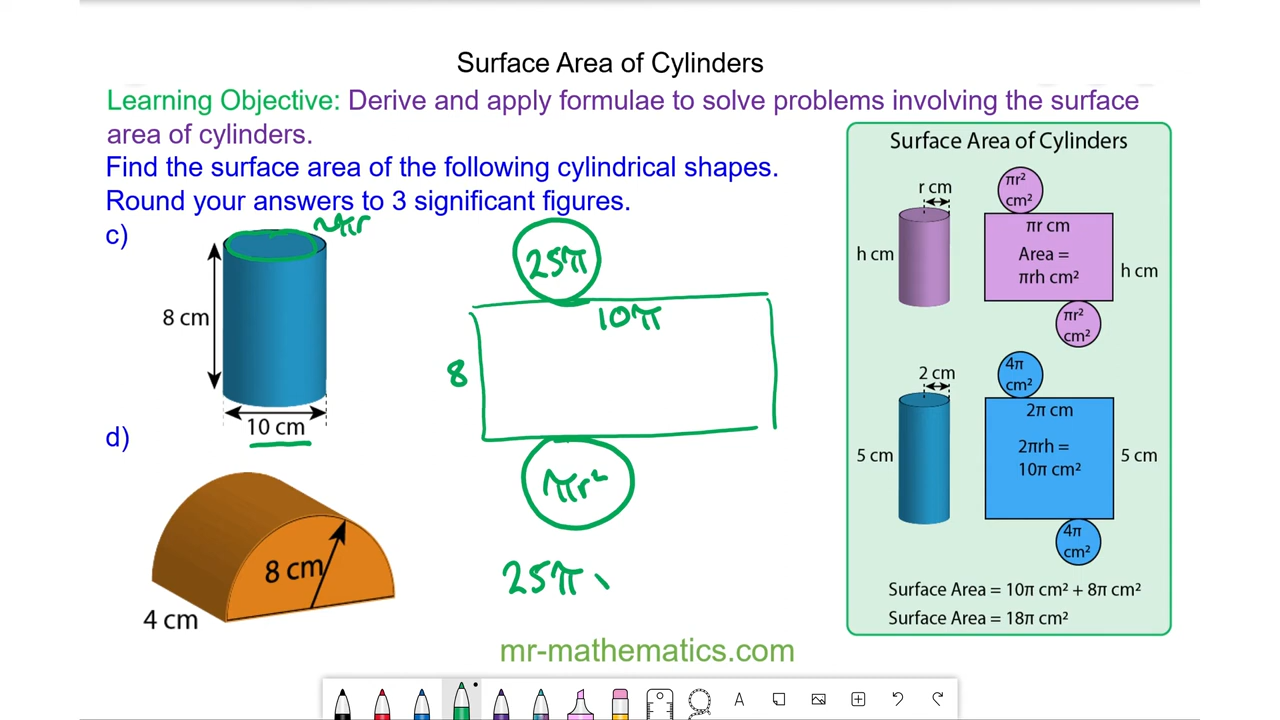 Surface Area of Cylinders
Learning Objective: Derive and apply formulae to solve problems involving the surface
area of cylinders.
Find the surface area of the following cylindrical shapes.
Round your answers to 3 significant figures.
c)
8 cm
10 cm
25π
10π
8
πr²
25π
d)
8 cm
4 cm
Surface Area of Cylinders
r cm
h cm
πr²
cm²
πr cm
Area =
πrh cm²
h cm
πr²
cm²
2 cm
5 cm
4π
cm²
2π cm
2πrh =
10π cm²
5 cm
4π
cm²
Surface Area = 10π cm² + 8π cm²
Surface Area = 18π cm²
mr-mathematics.com
A